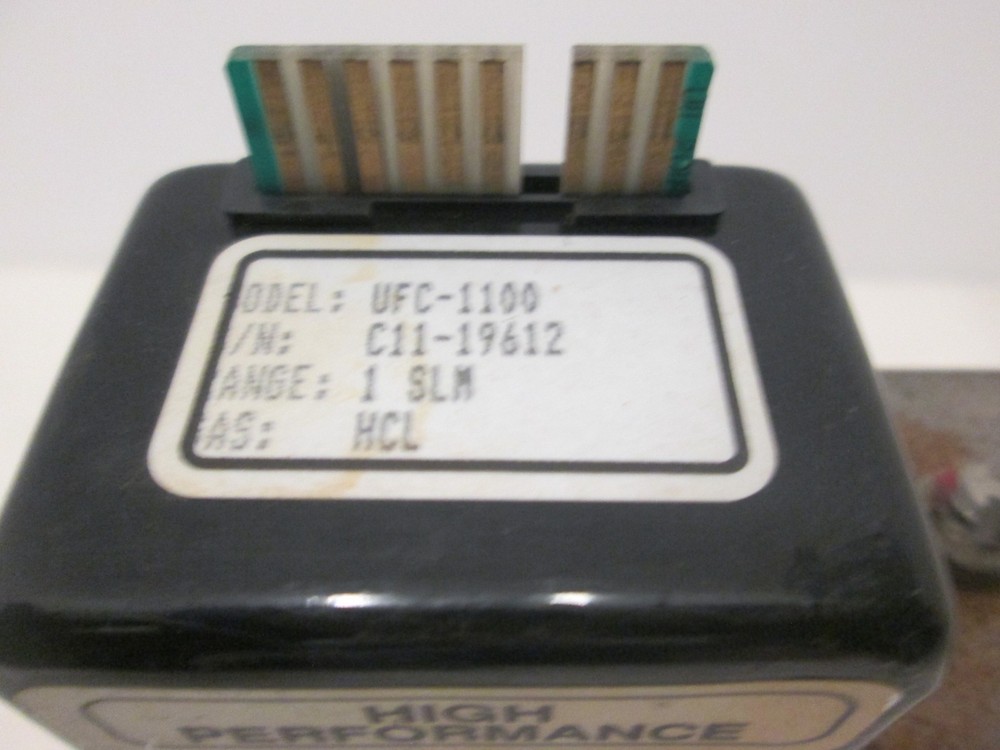 ODEL: UFC-1100
/N: C11-19612
ANGE: 1 SLM
AS: HCL
HIGH
PERFORMANCE